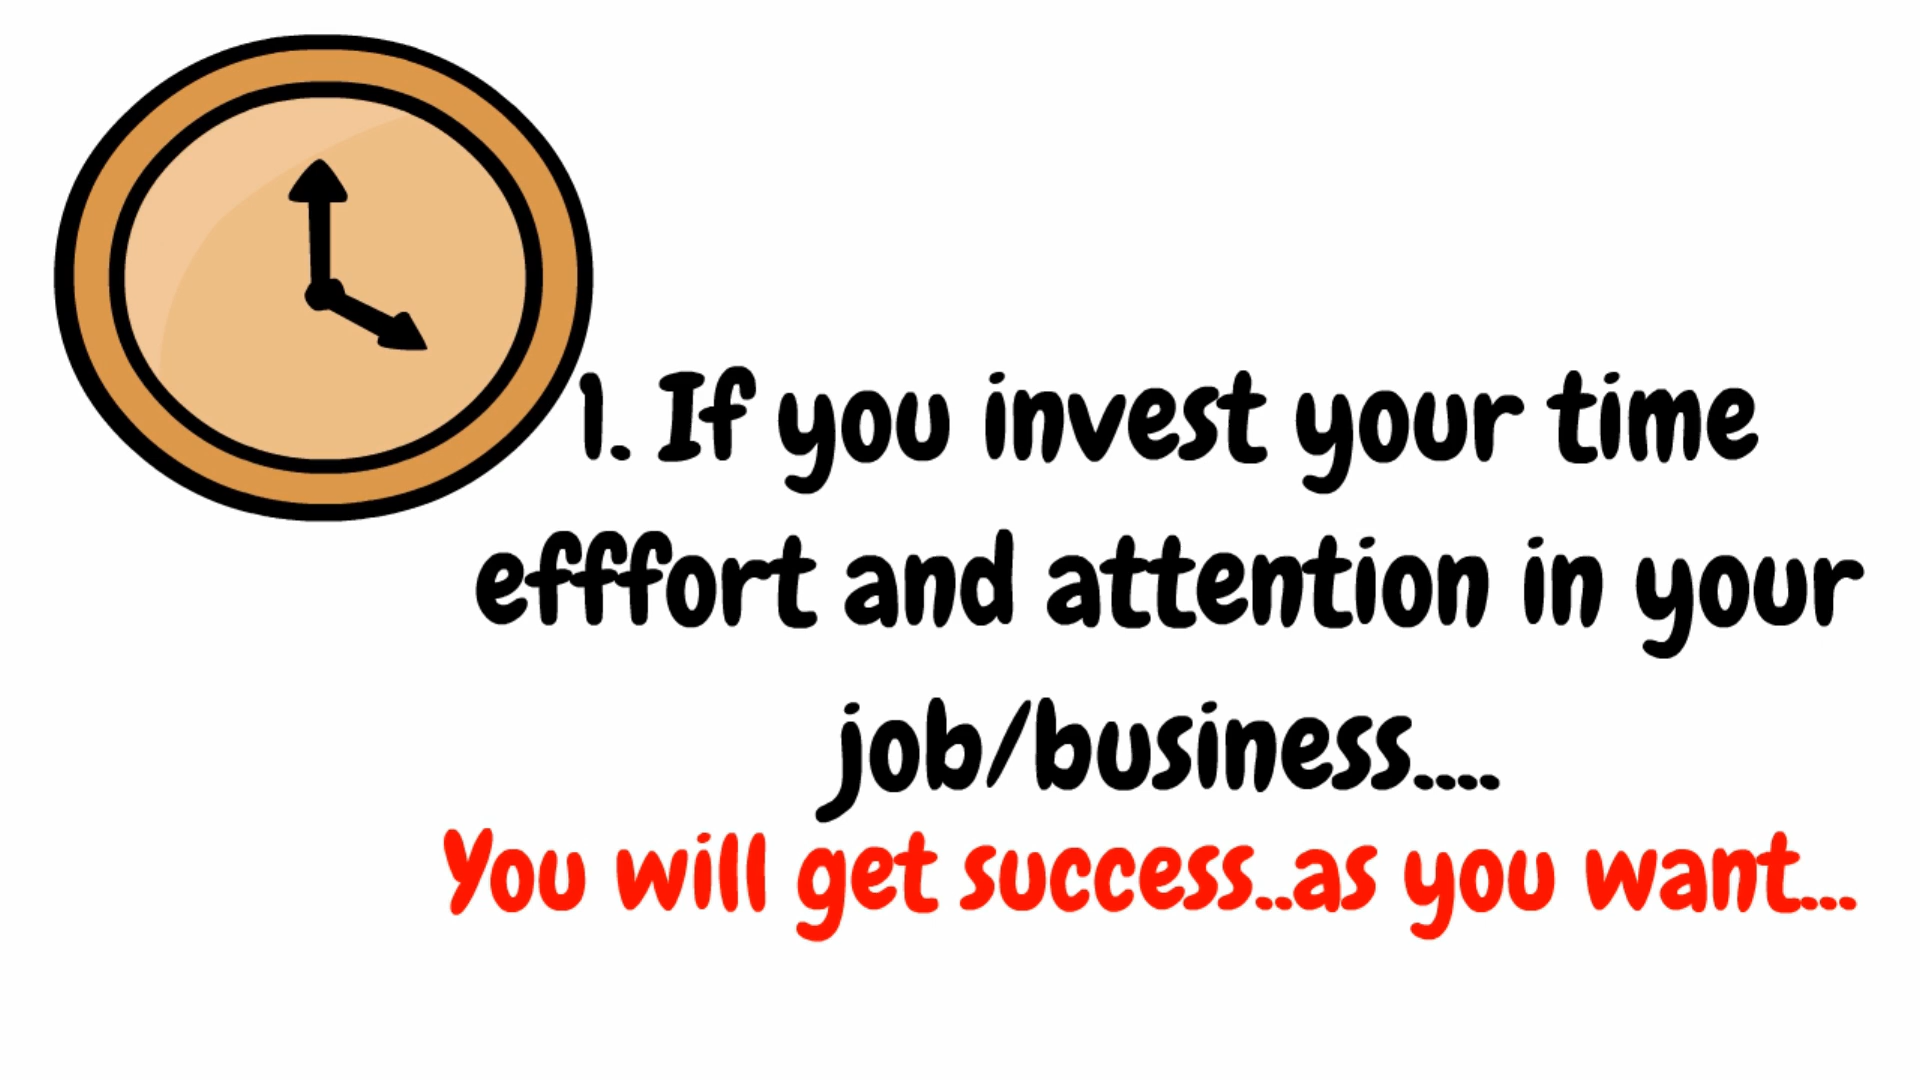 1. If you invest your time
efffort and attention in your
job/business....
You will get success..as you want...